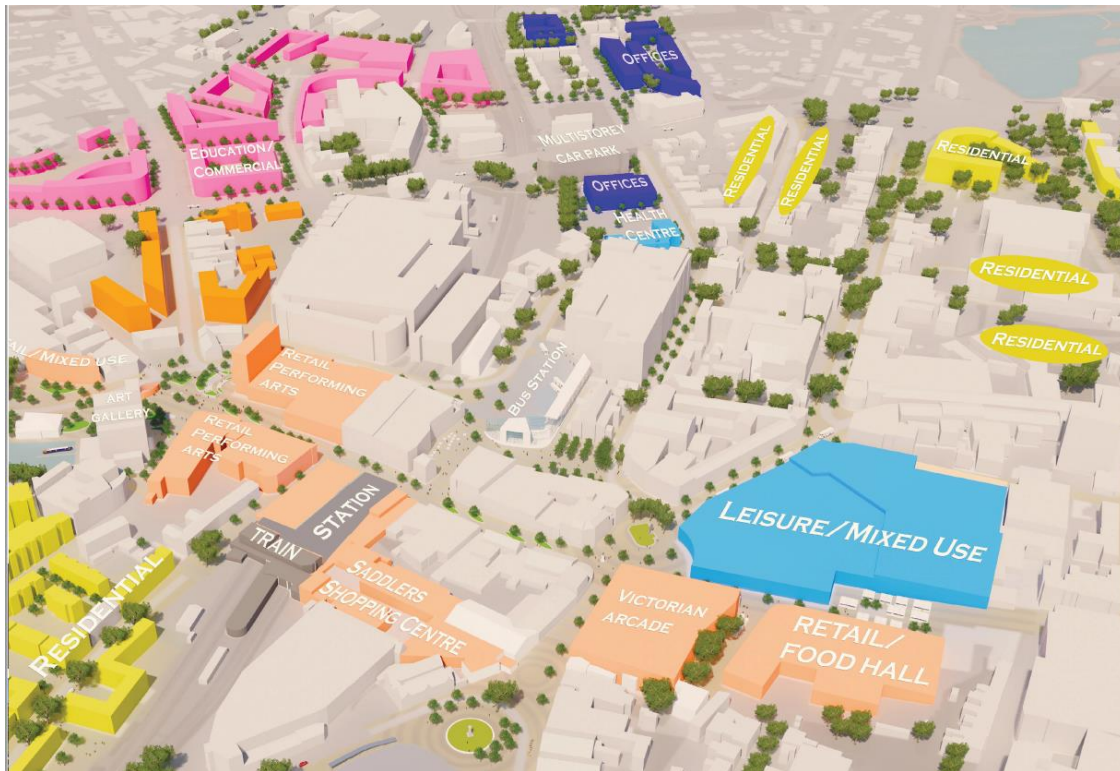 OFFICES
EDUCATION/
COMMERCIAL
MULTISTOREY
CAR PARK
RESIDENTIAL
RESIDENTIAL
RESIDENTIAL
OFFICES
HEALTH
CENTRE
RESIDENTIAL
RESIDENTIAL
RETAIL
PERFORMING
ARTS
BUS STATION
/MIXED USE
ART
GALLERY
RETAIL
PERFORMING
ARTS
STATION
TRAIN
LEISURE/MIXED USE
SADDLERS
SHOPPING CENTRE
VICTORIAN
ARCADE
RETAIL/
FOOD HALL
RESIDENTIAL